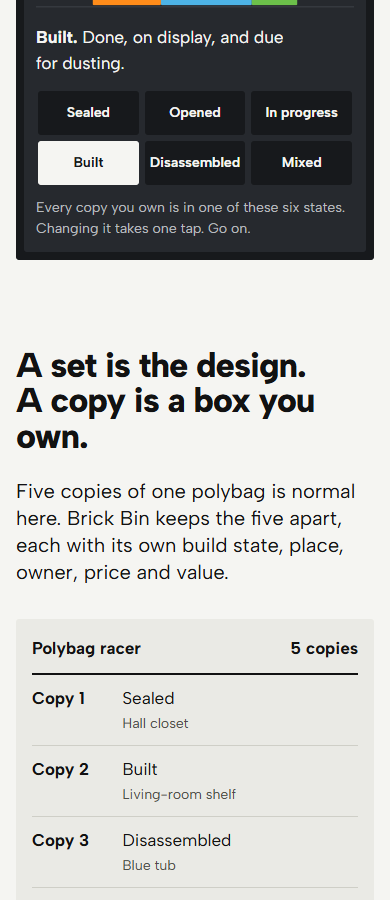 Built. Done, on display, and due
for dusting.
Sealed
Opened
In progress
Built
Disassembled
Mixed
Every copy you own is in one of these six states.
Changing it takes one tap. Go on.
A set is the design.
A copy is a box you
own.
Five copies of one polybag is normal
here. Brick Bin keeps the five apart,
each with its own build state, place,
owner, price and value.
Polybag racer
5 copies
Copy 1
Sealed
Hall closet
Copy 2
Built
Living-room shelf
Copy 3
Disassembled
Blue tub